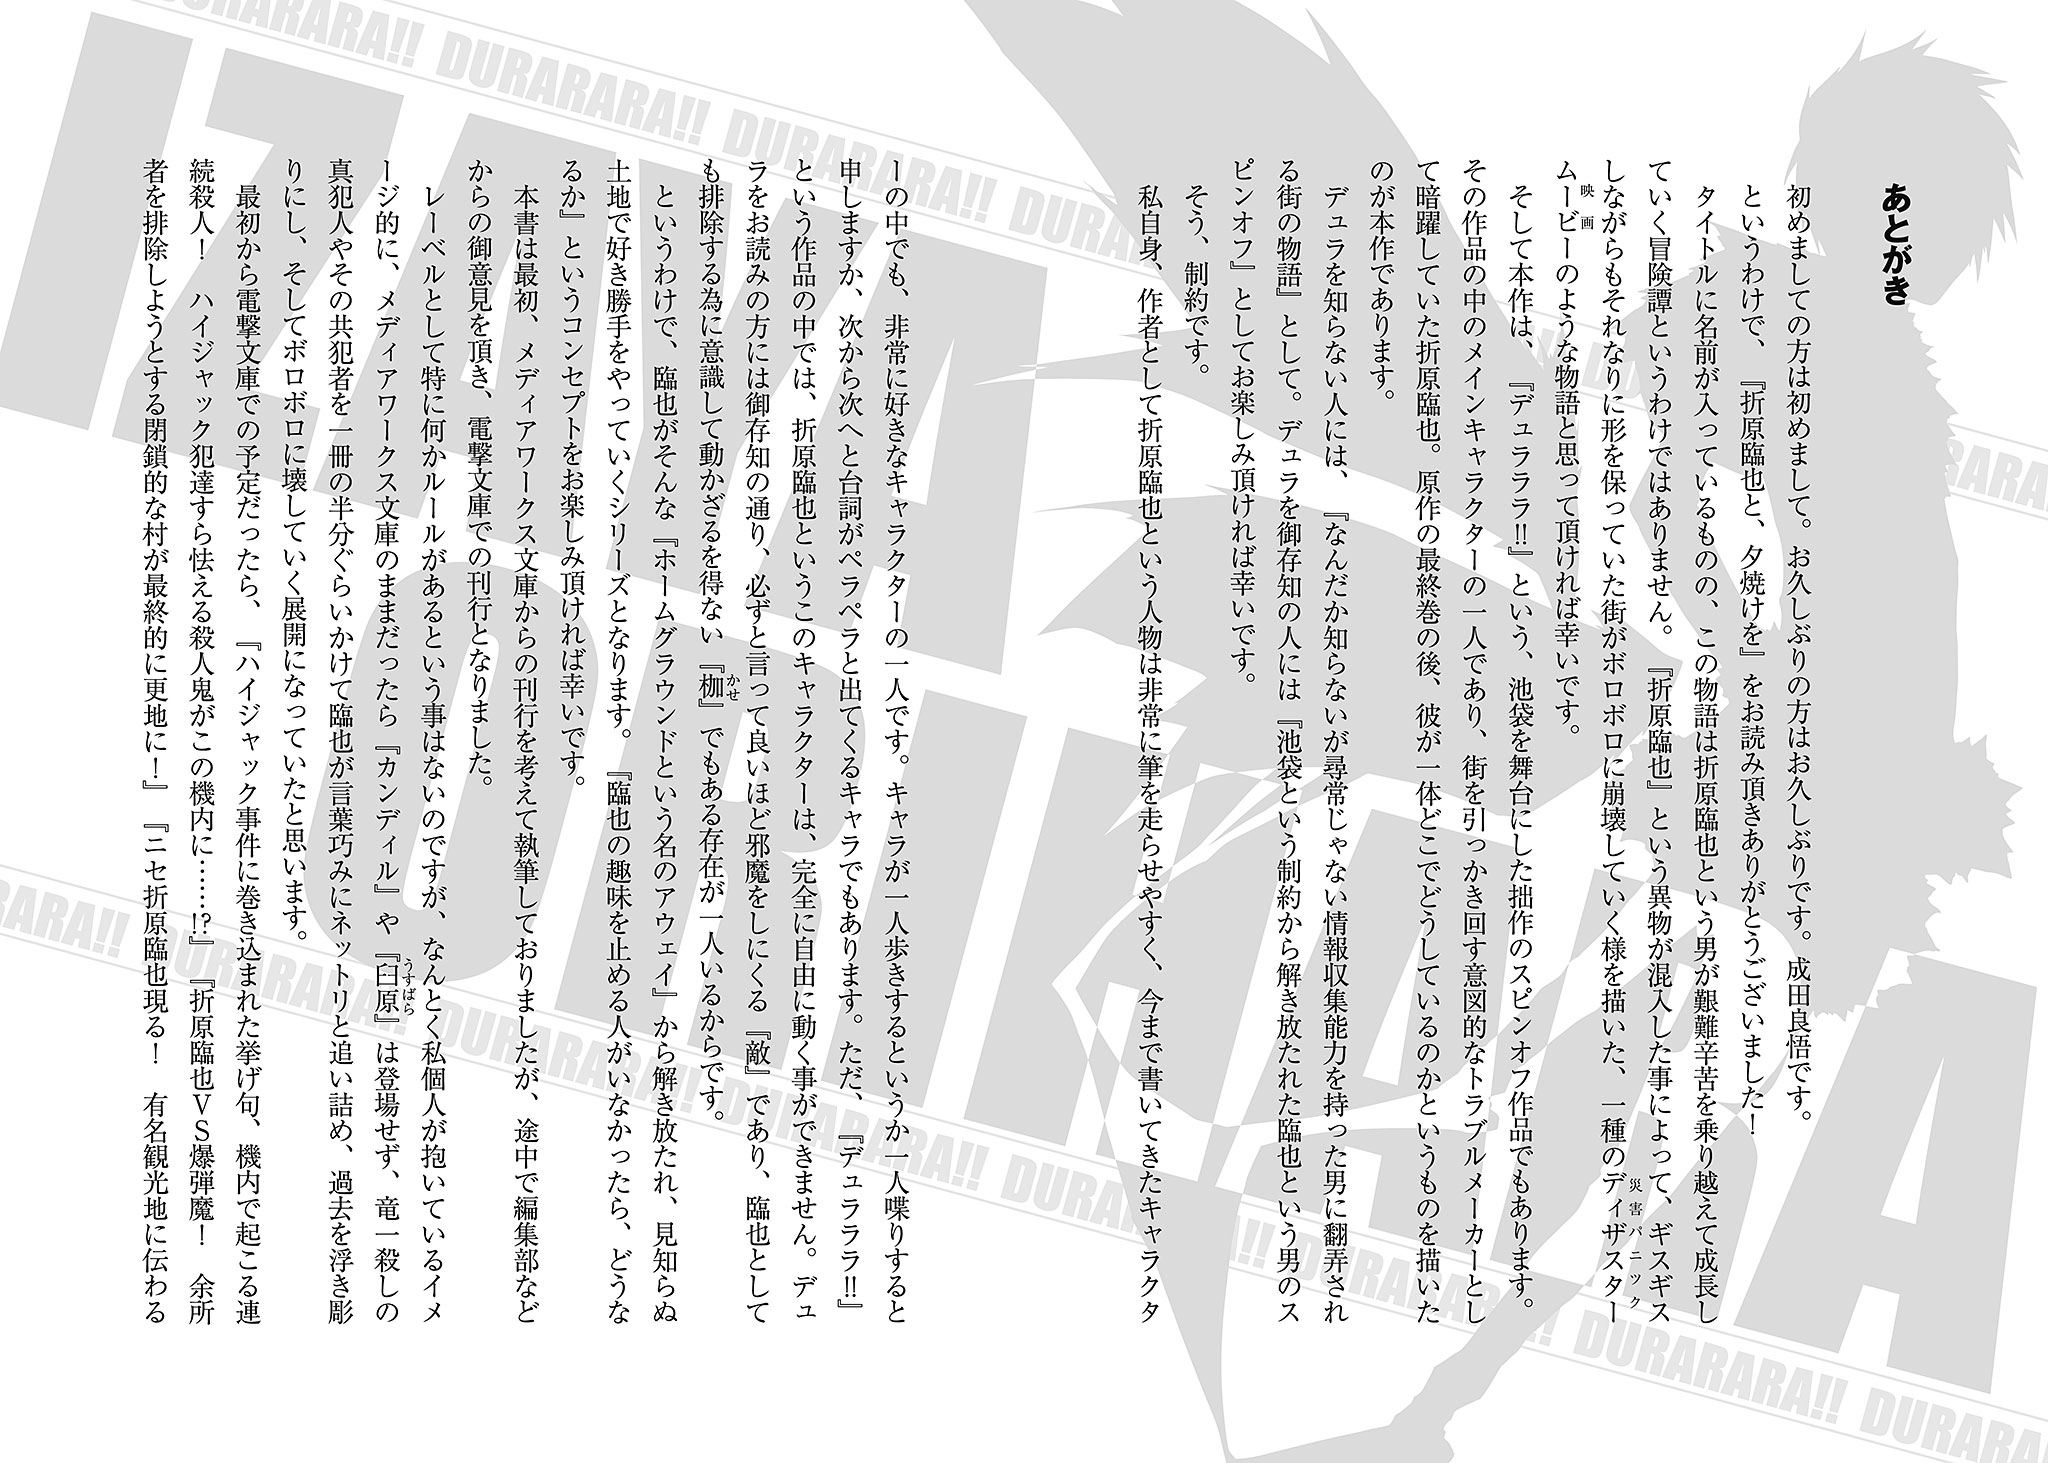 あとがき
初めましての方は初めまして。お久しぶりの方はお久しぶりです。成田良悟です。
というわけで、『折原臨也と、夕焼けを』をお読み頂きありがとうございました！
タイトルに名前が入っているものの、この物語は折原臨也という男が艱難辛苦を乗り越えて成長し
ていく冒険譚というわけではありません。『折原臨也』という異物が混入した事によって、ギスギス
しながらもそれなりに形を保っていた街がボロボロに崩壊していく様を描いた、一種のディザスター
災害パニック
ムービーのような物語と思って頂ければ幸いです。
映画
そして本作は、『デュラララ!!』という、池袋を舞台にした拙作のスピンオフ作品でもあります。
その作品の中のメインキャラクターの一人であり、街を引っかき回す意図的なトラブルメーカーとし
て暗躍していた折原臨也。原作の最終巻の後、彼が一体どこでどうしているのかというものを描いた
のが本作であります。
デュラを知らない人には、『なんだか知らないが尋常じゃない情報収集能力を持った男に翻弄され
る街の物語』として。デュラを御存知の人には『池袋という制約から解き放たれた臨也という男のス
ピンオフ』としてお楽しみ頂ければ幸いです。
そう、制約です。
私自身、作者として折原臨也という人物は非常に筆を走らせやすく、今まで書いてきたキャラクタ
ーの中でも、非常に好きなキャラクターの一人です。キャラが一人歩きするというか一人喋りすると
申しますか、次から次へと台詞がペラペラと出てくるキャラでもあります。ただ、『デュラララ!!』
という作品の中では、折原臨也というこのキャラクターは、完全に自由に動く事ができません。デュ
ラをお読みの方には御存知の通り、必ずと言って良いほど邪魔をしにくる『敵』であり、臨也として
も排除する為に意識して動かざるを得ない『枷』でもある存在が一人いるからです。
かせ
というわけで、臨也がそんな『ホームグラウンドという名のアウェイ』から解き放たれ、見知らぬ
土地で好き勝手をやっていくシリーズとなります。『臨也の趣味を止める人がいなかったら、どうな
るか』というコンセプトをお楽しみ頂ければ幸いです。
本書は最初、メディアワークス文庫からの刊行を考えて執筆しておりましたが、途中で編集部など
からの御意見を頂き、電撃文庫での刊行となりました。
レーベルとして特に何かルールがあるという事はないのですが、なんとく私個人が抱いているイメ
ージ的に、メディアワークス文庫のままだったら『カンディル』や『臼原』は登場せず、竜一殺しの
うすばら
真犯人やその共犯者を一冊の半分ぐらいかけて臨也が言葉巧みにネットリと追い詰め、過去を浮き彫
りにし、そしてボロボロに壊していく展開になっていたと思います。
最初から電撃文庫での予定だったら、『ハイジャック事件に巻き込まれた挙げ句、機内で起こる連
続殺人！　ハイジャック犯達すら怯える殺人鬼がこの機内に……!?』『折原臨也ＶＳ爆弾魔！　余所
者を排除しようとする閉鎖的な村が最終的に更地に！』『ニセ折原臨也現る！　有名観光地に伝わる
IZAYA
ORIHARA
DURARARA!! DURARARA!! DURARARA!! DURARARA!!
DURARARA!! DURARARA!! DURARARA!! DURARARA!! DURARARA!! DURARARA!! DURARARA!!